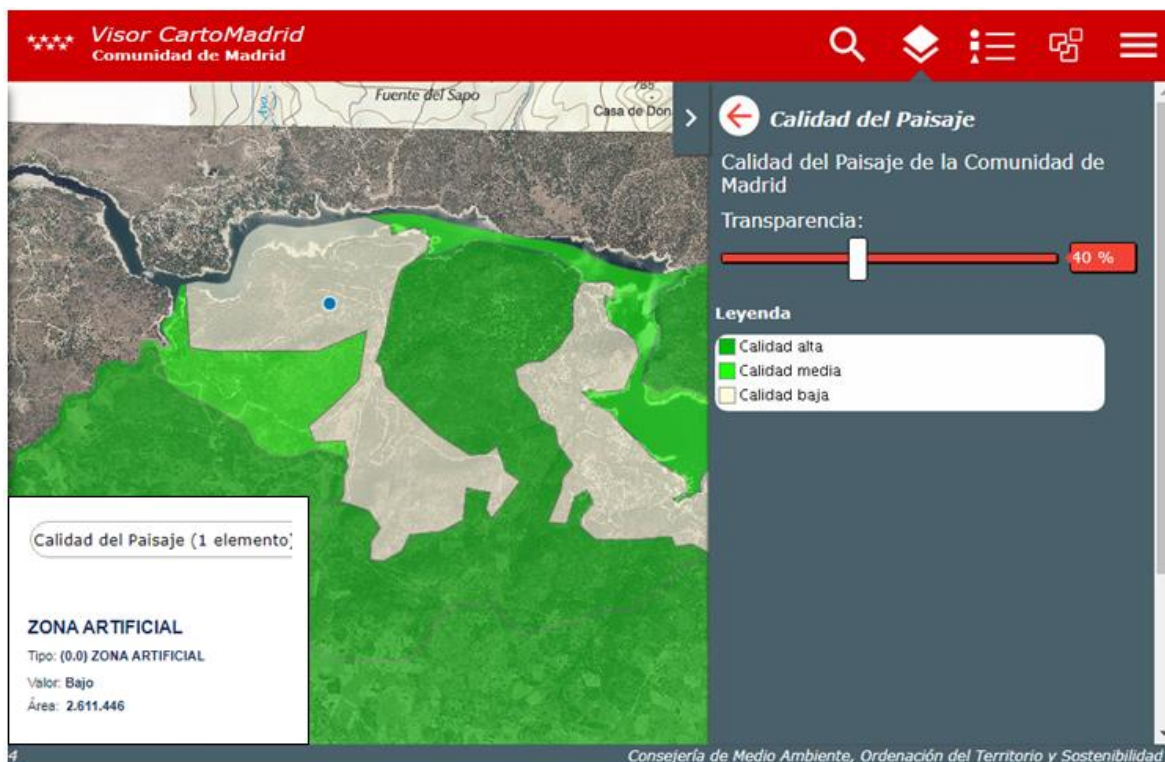 Visor CartoMadrid
Comunidad de Madrid
Fuente del Sapo
785
Casa de Don
Calidad del Paisaje
Calidad del Paisaje de la Comunidad de
Madrid
Transparencia:
40 %
Leyenda
Calidad alta
Calidad media
Calidad baja
Calidad del Paisaje (1 elemento)
ZONA ARTIFICIAL
Tipo: (0.0) ZONA ARTIFICIAL
Valor: Bajo
Área: 2.611.446
4
Consejería de Medio Ambiente, Ordenación del Territorio y Sostenibilidad